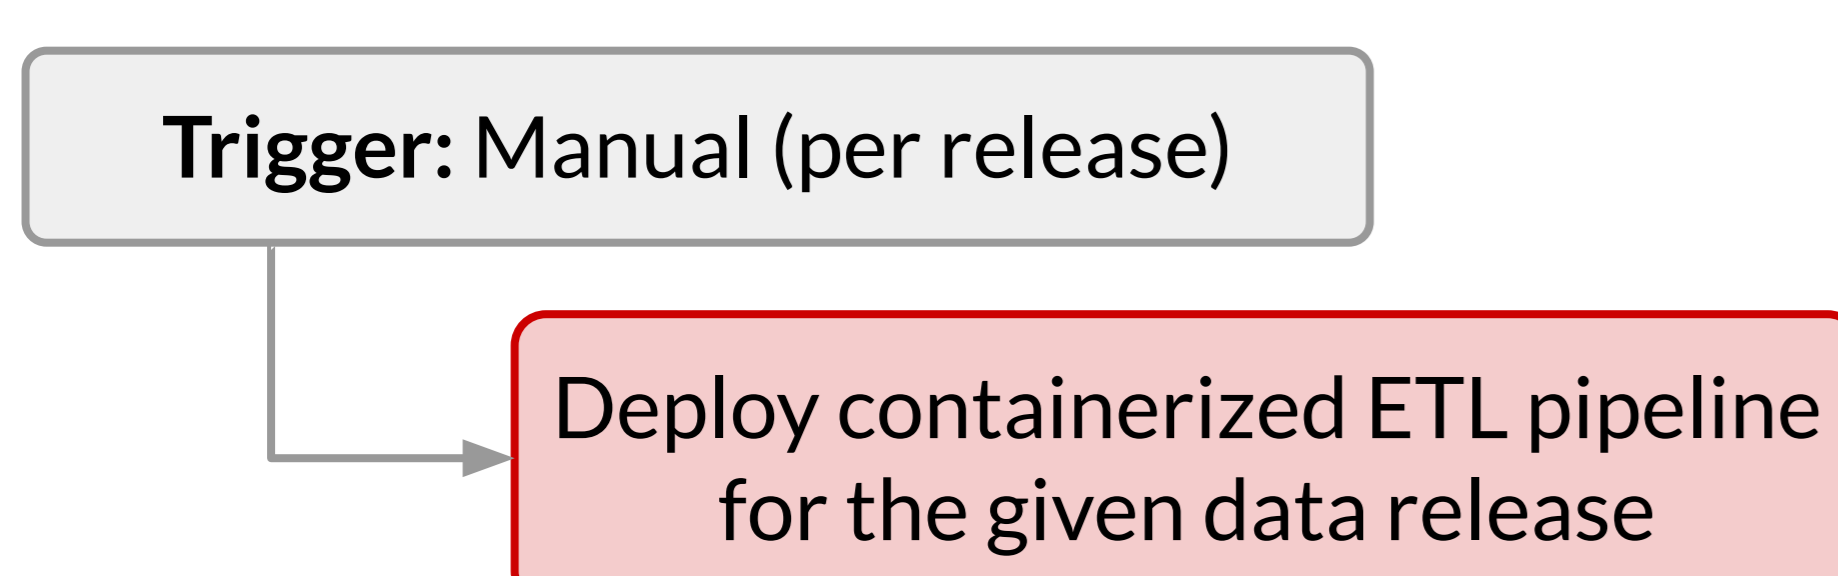 Trigger: Manual (per release)
Deploy containerized ETL pipeline
for the given data release